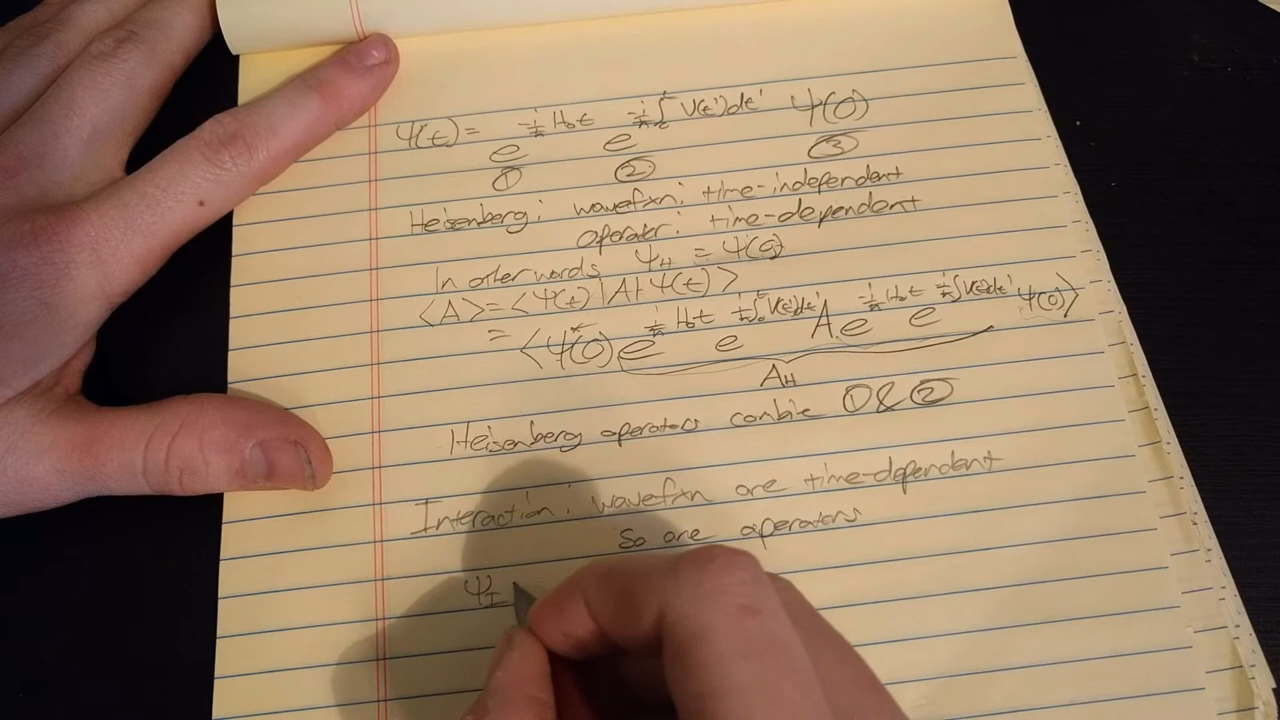 ψ(t) = e^{-i/ħ H₀t} e^{-i/ħ ∫₀ᵗ V(t')dt'} ψ(0)
① ② ③
Heisenberg: wavefxn: time-independent
operator: time-dependent
In other words ψ_H = ψ(0)
<A> = <ψ(t)|A|ψ(t)>
= <ψ*(0) e^{i/ħ H₀t} e^{i/ħ ∫₀ᵗ V(t')dt'} A e^{-i/ħ H₀t} e^{-i/ħ ∫V(t')dt'} ψ(0)>
A_H
Heisenberg operators combine ① & ②
Interaction: wavefxn are time-dependent
So are operators
ψ_I